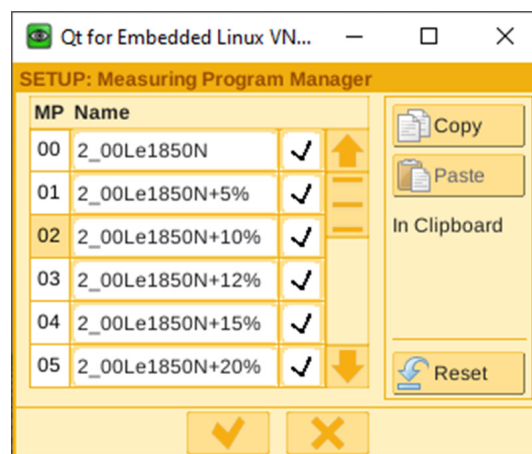 Qt for Embedded Linux VN...
SETUP: Measuring Program Manager
MP Name
00 2_00Le1850N
01 2_00Le1850N+5%
02 2_00Le1850N+10%
03 2_00Le1850N+12%
04 2_00Le1850N+15%
05 2_00Le1850N+20%
Copy
Paste
In Clipboard
Reset